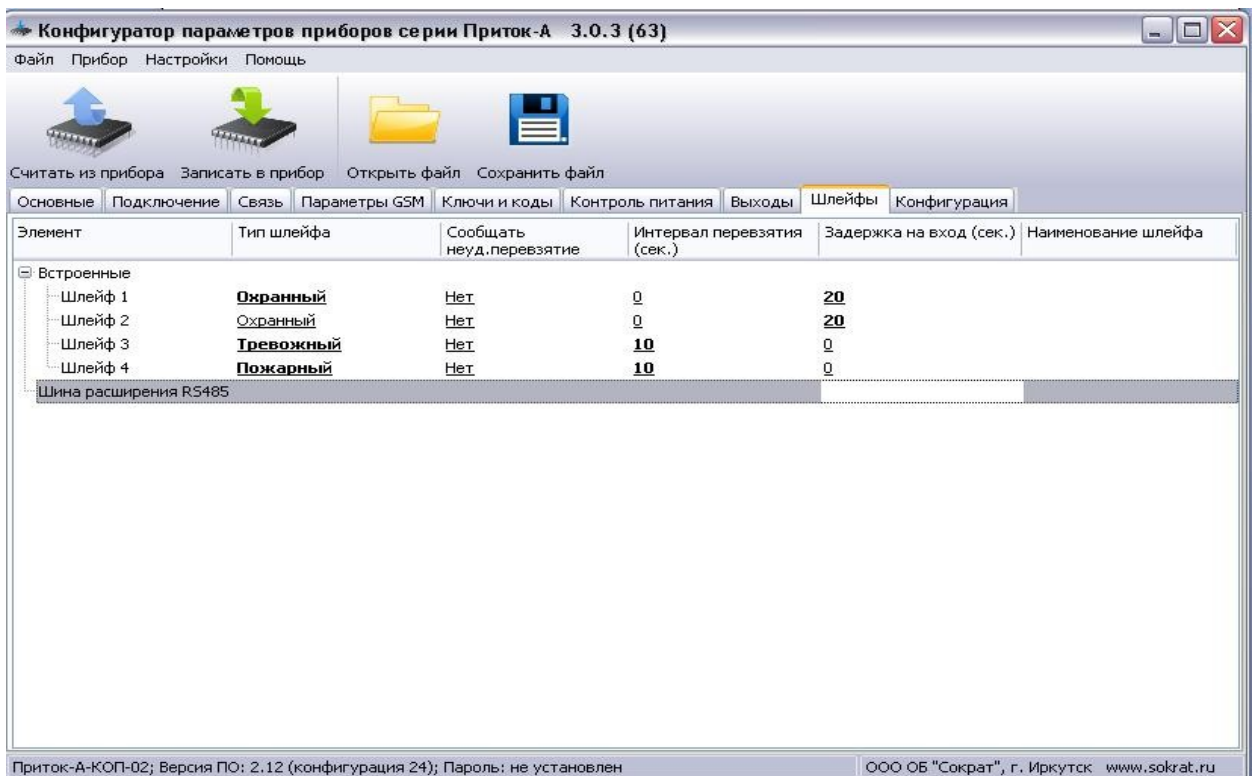 Конфигуратор параметров приборов серии Приток-А 3.0.3 (63)
Файл Прибор Настройки Помощь
Считать из прибора Записать в прибор Открыть файл Сохранить файл
Основные Подключение Связь Параметры GSM Ключи и коды Контроль питания Выходы Шлейфы Конфигурация
Элемент Тип шлейфа Сообщать Интервал перевзятия Задержка на вход (сек.) Наименование шлейфа
неуд.перевзятие (сек.)
Встроенные
Шлейф 1 Охранный Нет 0 20
Шлейф 2 Охранный Нет 0 20
Шлейф 3 Тревожный Нет 10 0
Шлейф 4 Пожарный Нет 10 0
Шина расширения RS485
Приток-А-КОП-02; Версия ПО: 2.12 (конфигурация 24); Пароль: не установлен ООО ОБ "Сократ", г. Иркутск www.sokrat.ru